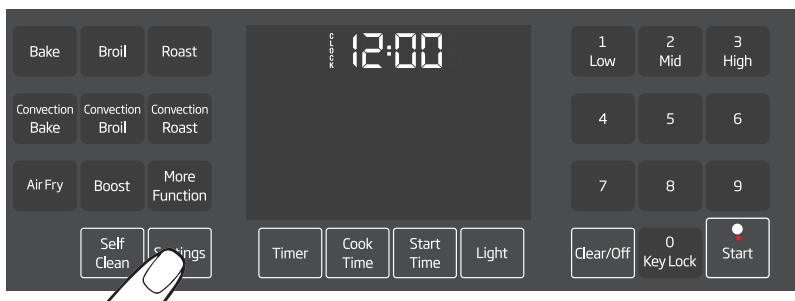 Bake
Broil
Roast
Convection
Bake
Convection
Broil
Convection
Roast
Air Fry
Boost
More
Function
Self
Clean
Settings
CLOCK
12:00
Timer
Cook
Time
Start
Time
Light
1
Low
2
Mid
3
High
4
5
6
7
8
9
Clear/Off
0
Key Lock
Start